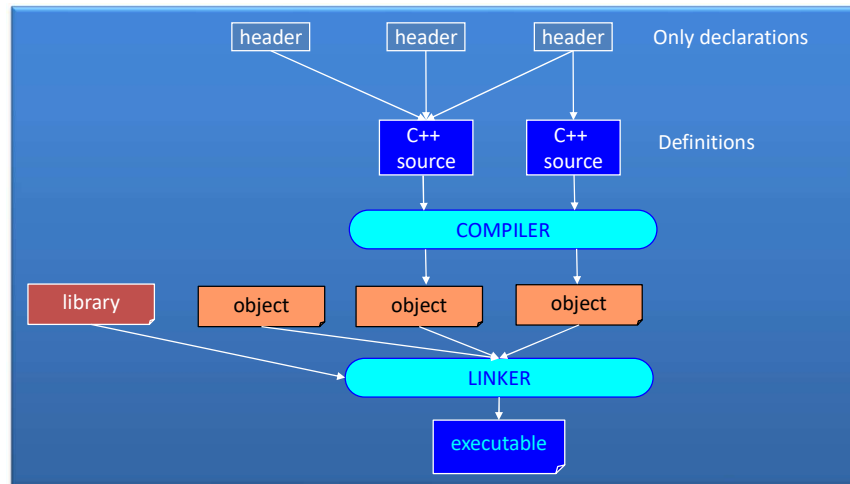 header
header
header
Only declarations
C++
source
C++
source
Definitions
COMPILER
library
object
object
object
LINKER
executable